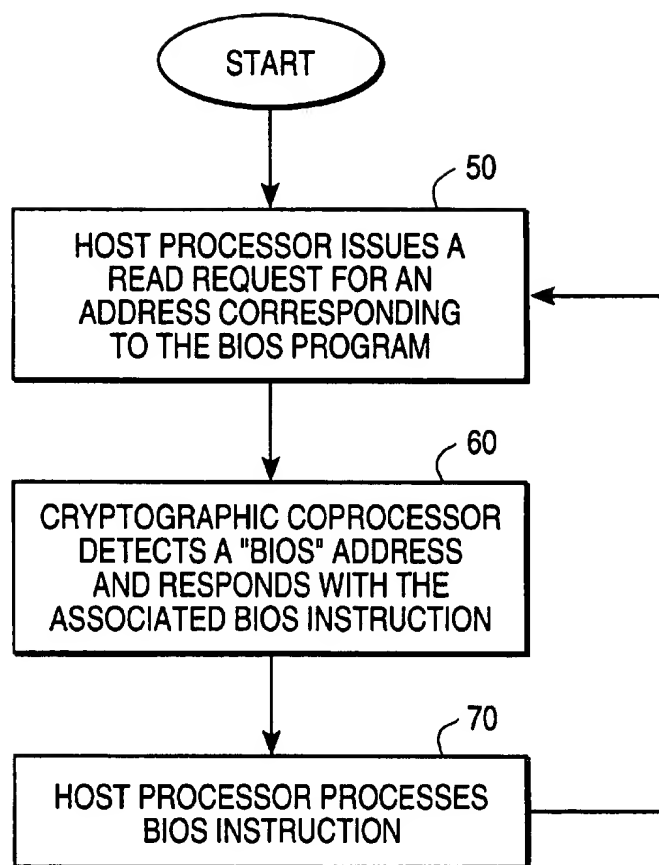 START
50
HOST PROCESSOR ISSUES A
READ REQUEST FOR AN
ADDRESS CORRESPONDING
TO THE BIOS PROGRAM
60
CRYPTOGRAPHIC COPROCESSOR
DETECTS A "BIOS" ADDRESS
AND RESPONDS WITH THE
ASSOCIATED BIOS INSTRUCTION
70
HOST PROCESSOR PROCESSES
BIOS INSTRUCTION